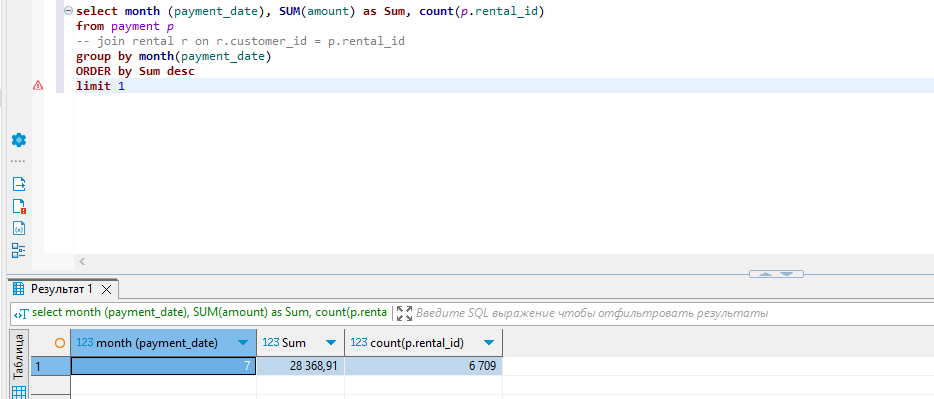 select month (payment_date), SUM(amount) as Sum, count(p.rental_id)
from payment p
-- join rental r on r.customer_id = p.rental_id
group by month(payment_date)
ORDER by Sum desc
limit 1
Результат 1
select month (payment_date), SUM(amount) as Sum, count(p.renta
Введите SQL выражение чтобы отфильтровать результаты
Таблица
123 month (payment_date) 123 Sum 123 count(p.rental_id)
1 7 28 368,91 6 709